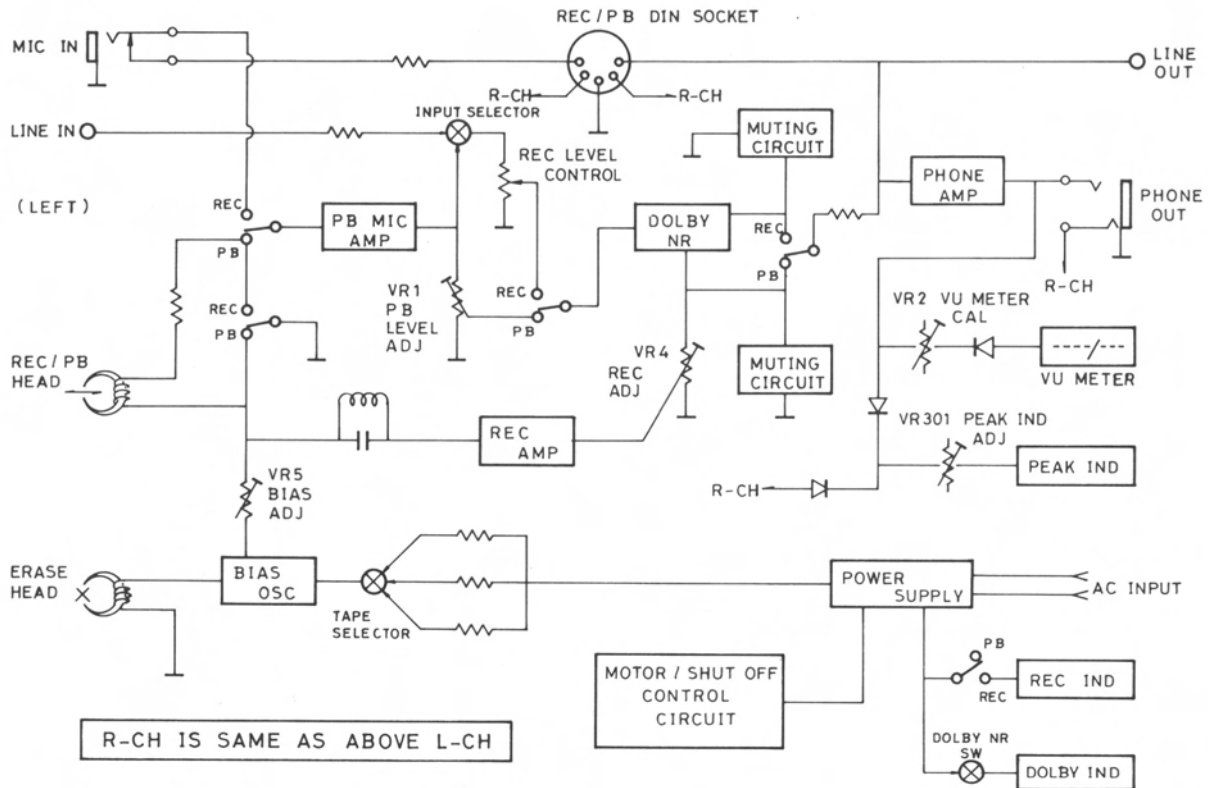 REC/PB DIN SOCKET
MIC IN
LINE
OUT
R-CH
R-CH
INPUT SELECTOR
LINE IN
MUTING
CIRCUIT
REC LEVEL
CONTROL
PHONE
AMP
PHONE
OUT
(LEFT)
REC
PB MIC
AMP
DOLBY
NR
REC
PB
PB
R-CH
VR1
PB
LEVEL
ADJ
REC
PB
REC
PB
VR2 VU METER
CAL
VR4
REC
ADJ
MUTING
CIRCUIT
VU METER
REC/PB
HEAD
REC
AMP
VR301 PEAK IND
ADJ
PEAK IND
R-CH
VR5
BIAS
ADJ
ERASE
HEAD
BIAS
OSC
TAPE
SELECTOR
POWER
SUPPLY
AC INPUT
MOTOR / SHUT OFF
CONTROL
CIRCUIT
PB
REC
REC IND
DOLBY NR
SW
DOLBY IND
R-CH IS SAME AS ABOVE L-CH